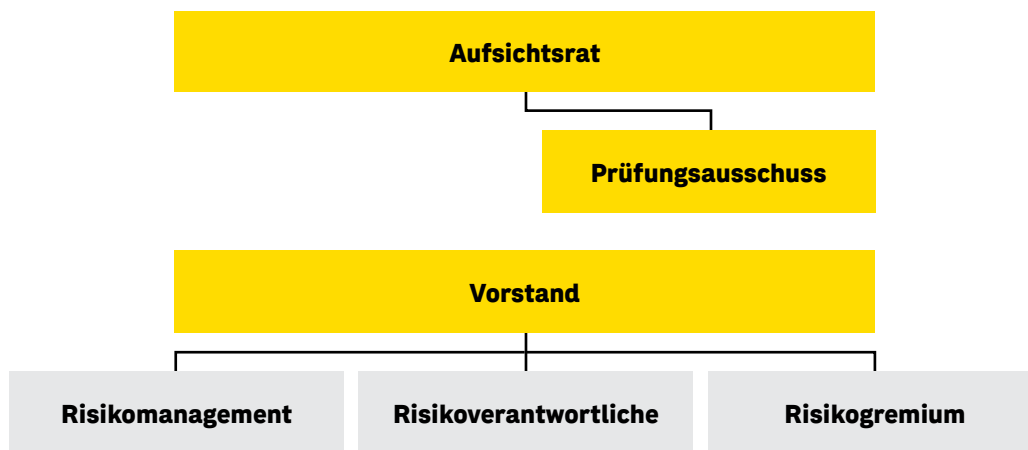 Aufsichtsrat
Prüfungsausschuss
Vorstand
Risikomanagement
Risikoverantwortliche
Risikogremium